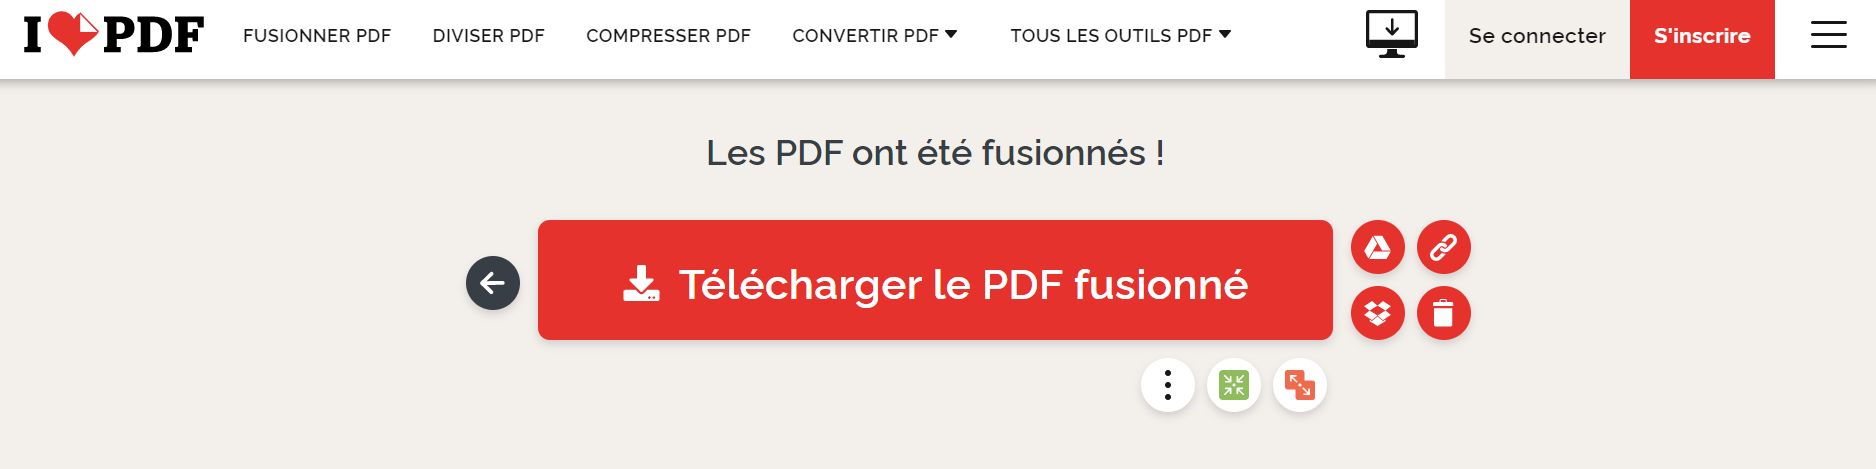 I PDF
FUSIONNER PDF
DIVISER PDF
COMPRESSER PDF
CONVERTIR PDF
TOUS LES OUTILS PDF
Se connecter
S'inscrire
Les PDF ont été fusionnés !
Télécharger le PDF fusionné